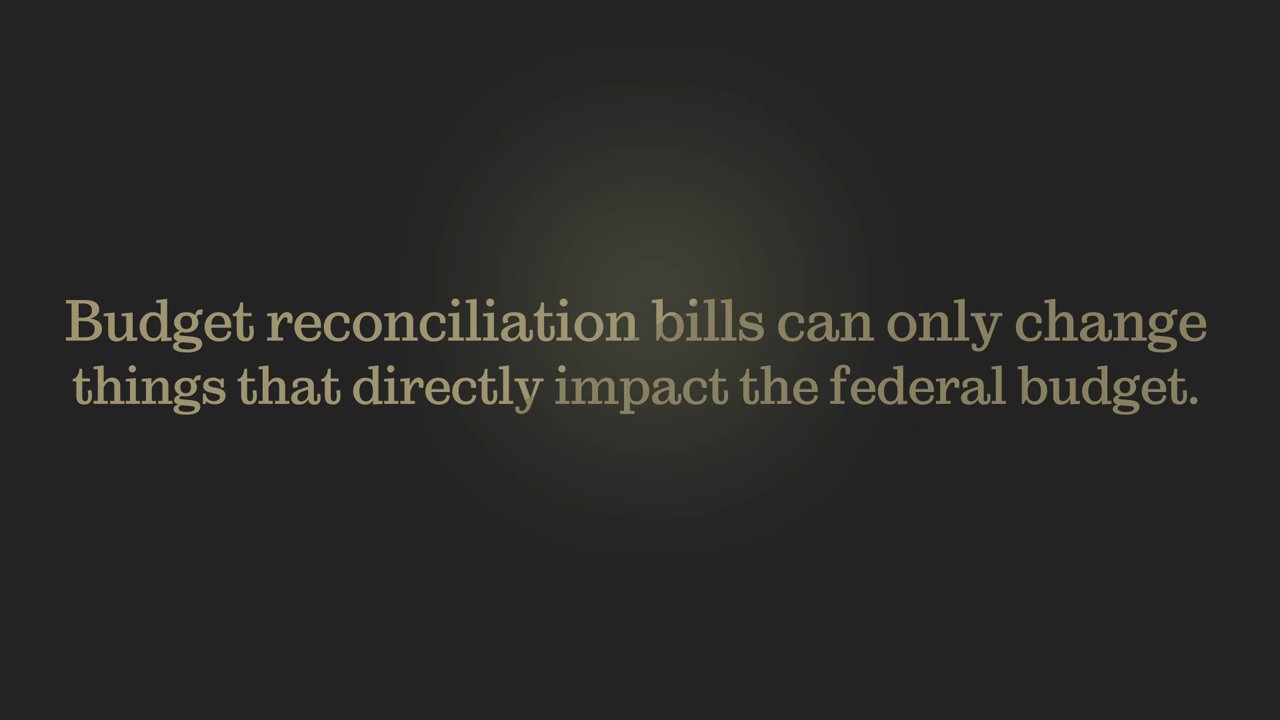 Budget reconciliation bills can only change
things that directly impact the federal budget.